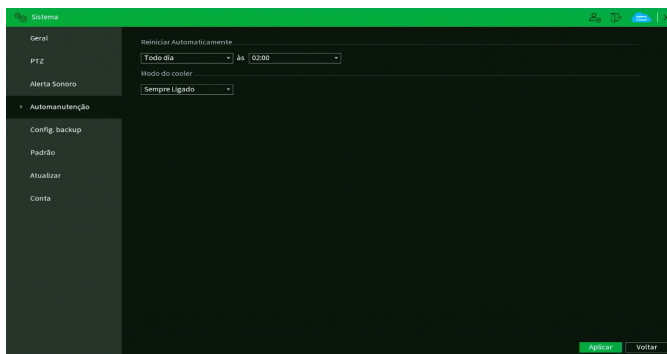 Sistema
Geral
PTZ
Alerta Sonoro
Automanutenção
Config. backup
Padrão
Atualizar
Conta
Reiniciar Automaticamente
Todo dia às 02:00
Modo do cooler
Sempre Ligado
Aplicar Voltar